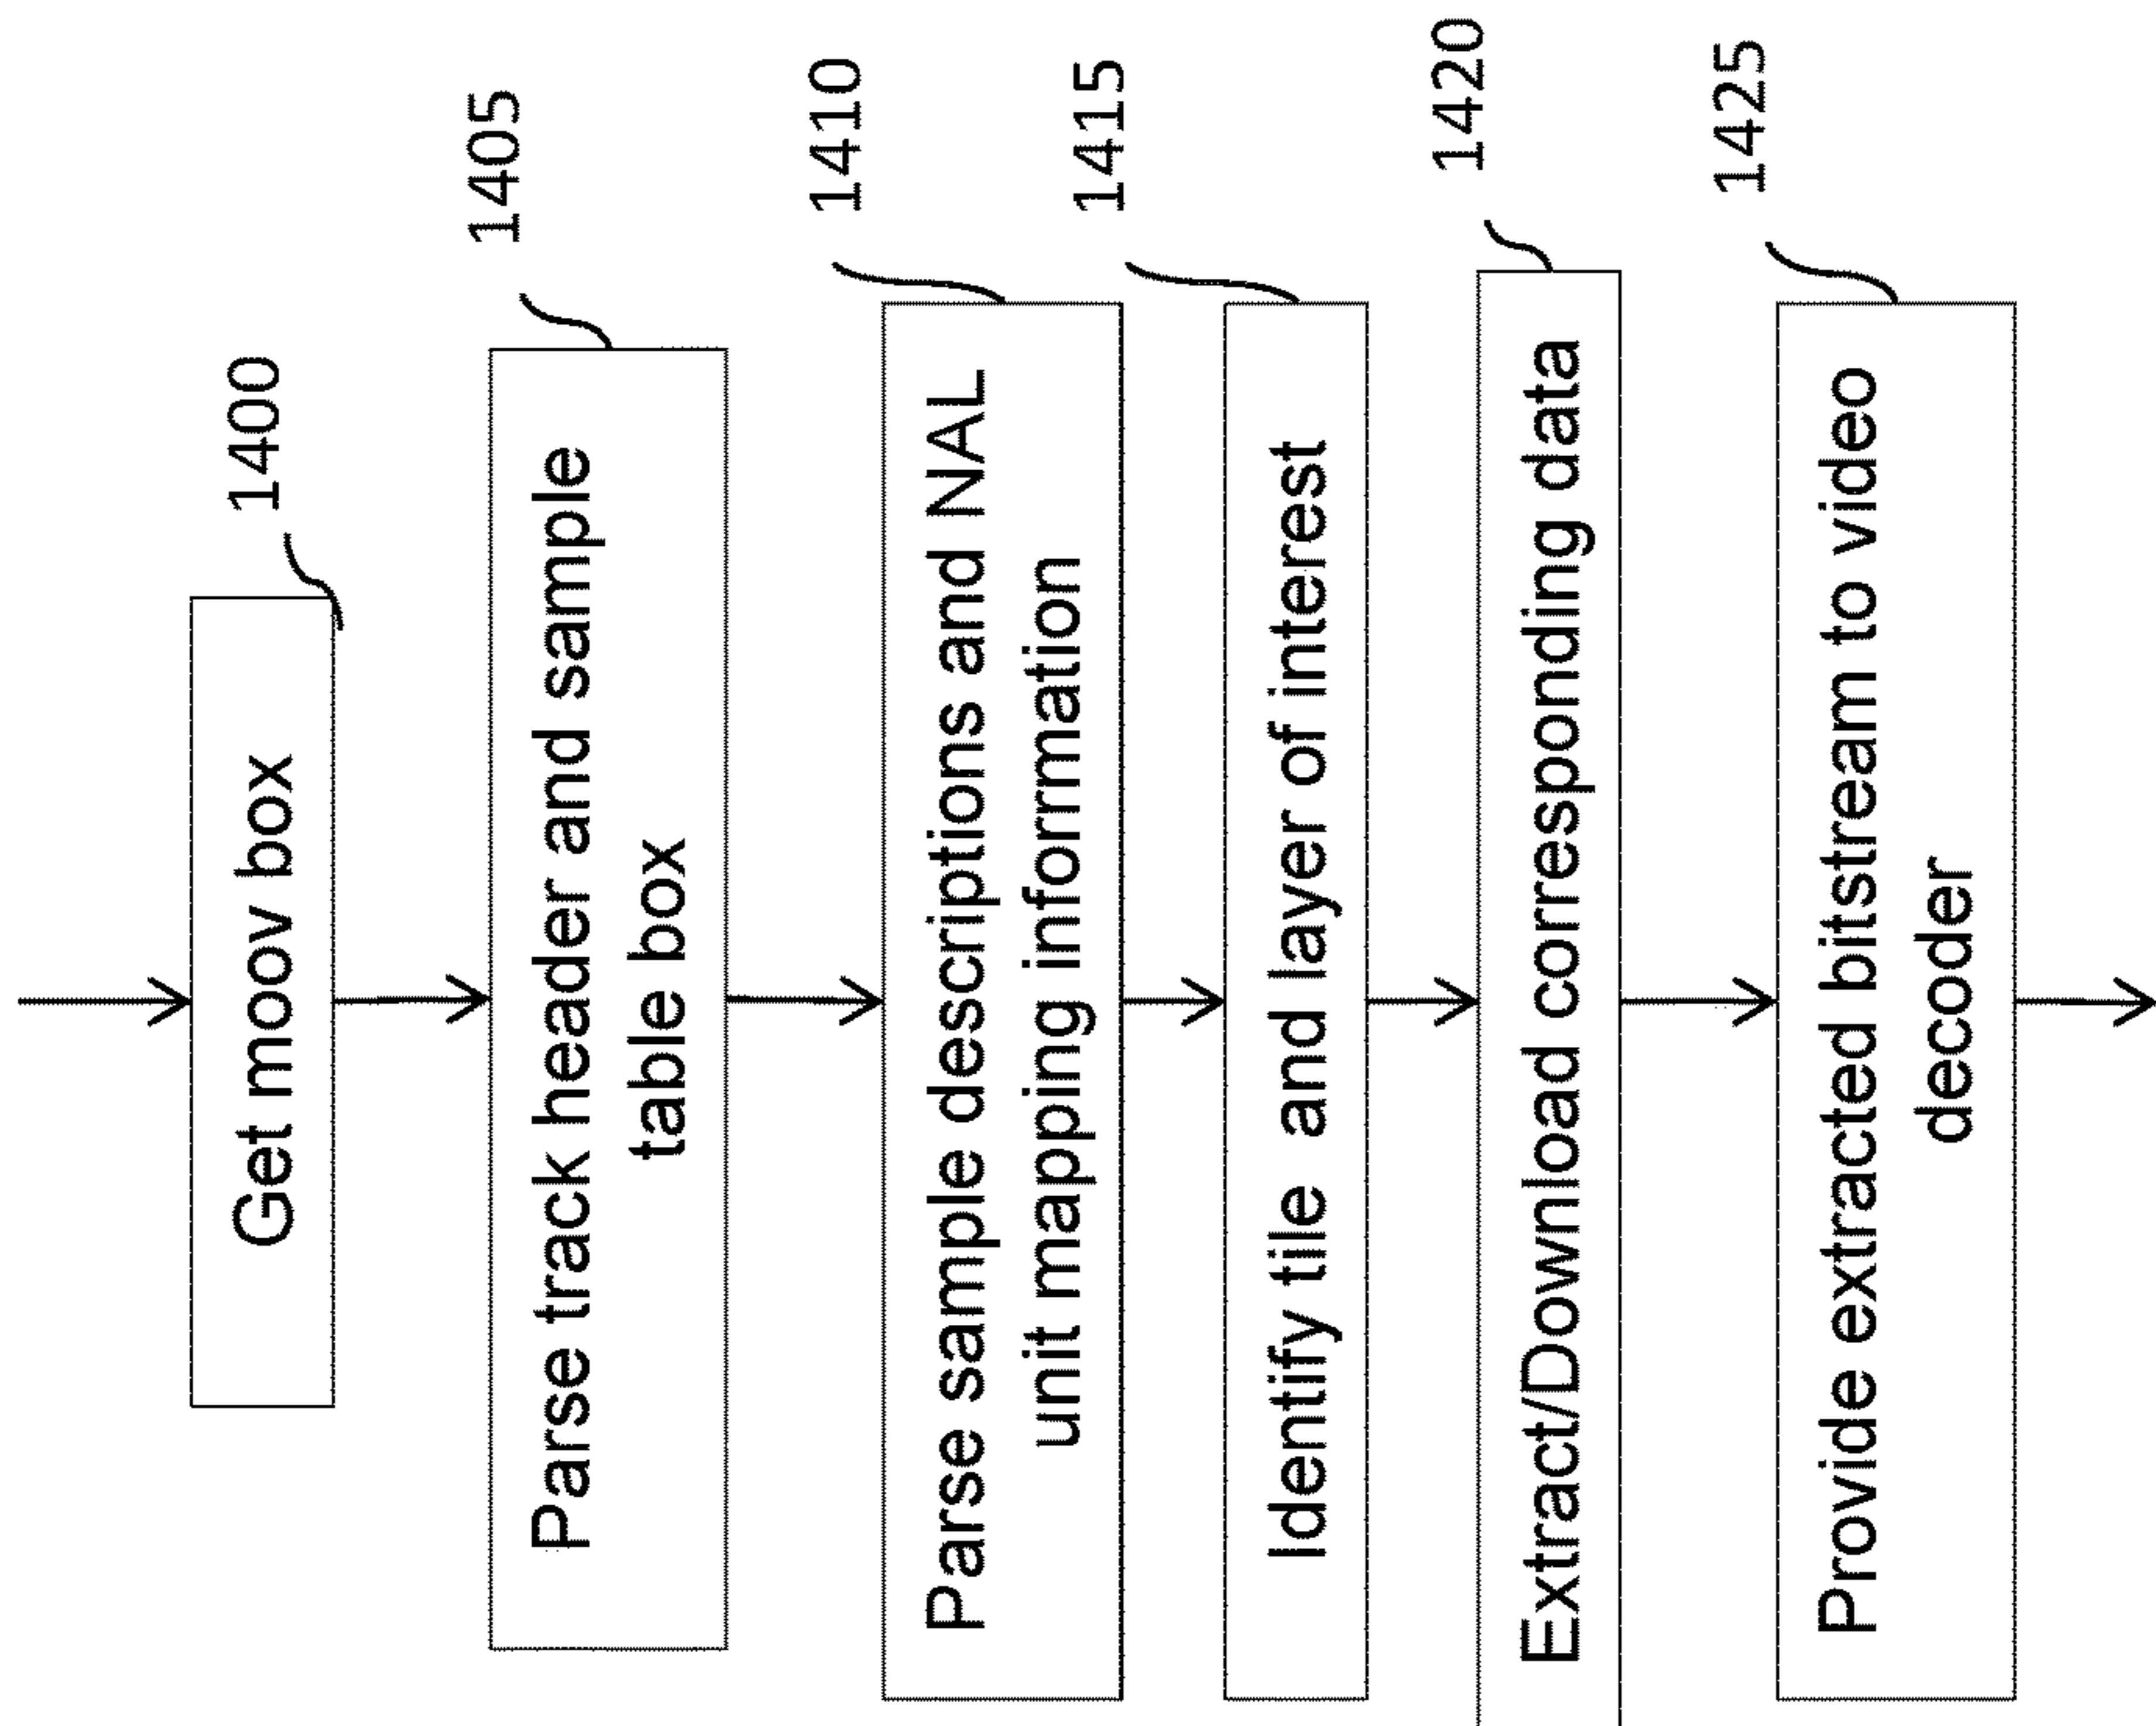 1400
Get moov box
1405
Parse track header and sample
table box
1410
Parse sample descriptions and NAL
unit mapping information
1415
Identify tile and layer of interest
1420
Extract/Download corresponding data
1425
Provide extracted bitstream to video
decoder